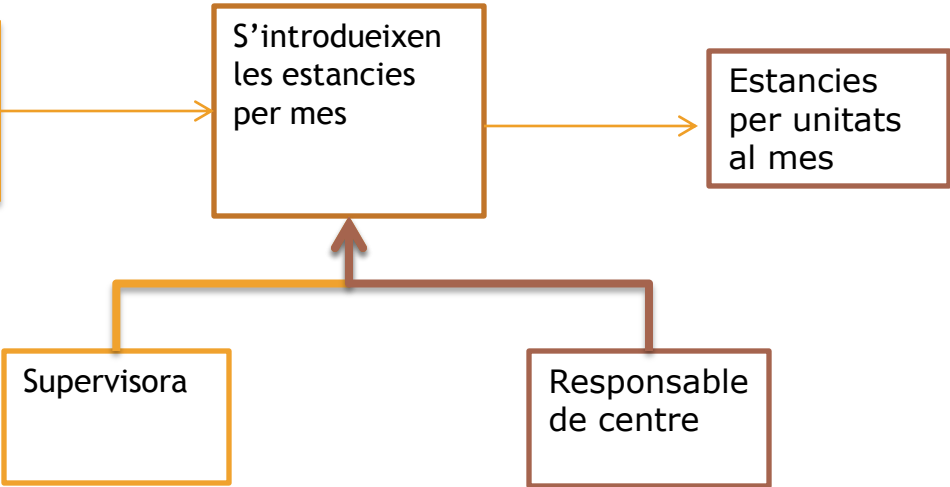 S’introdueixen
les estancies
per mes
Estancies
per unitats
al mes
Supervisora
Responsable
de centre